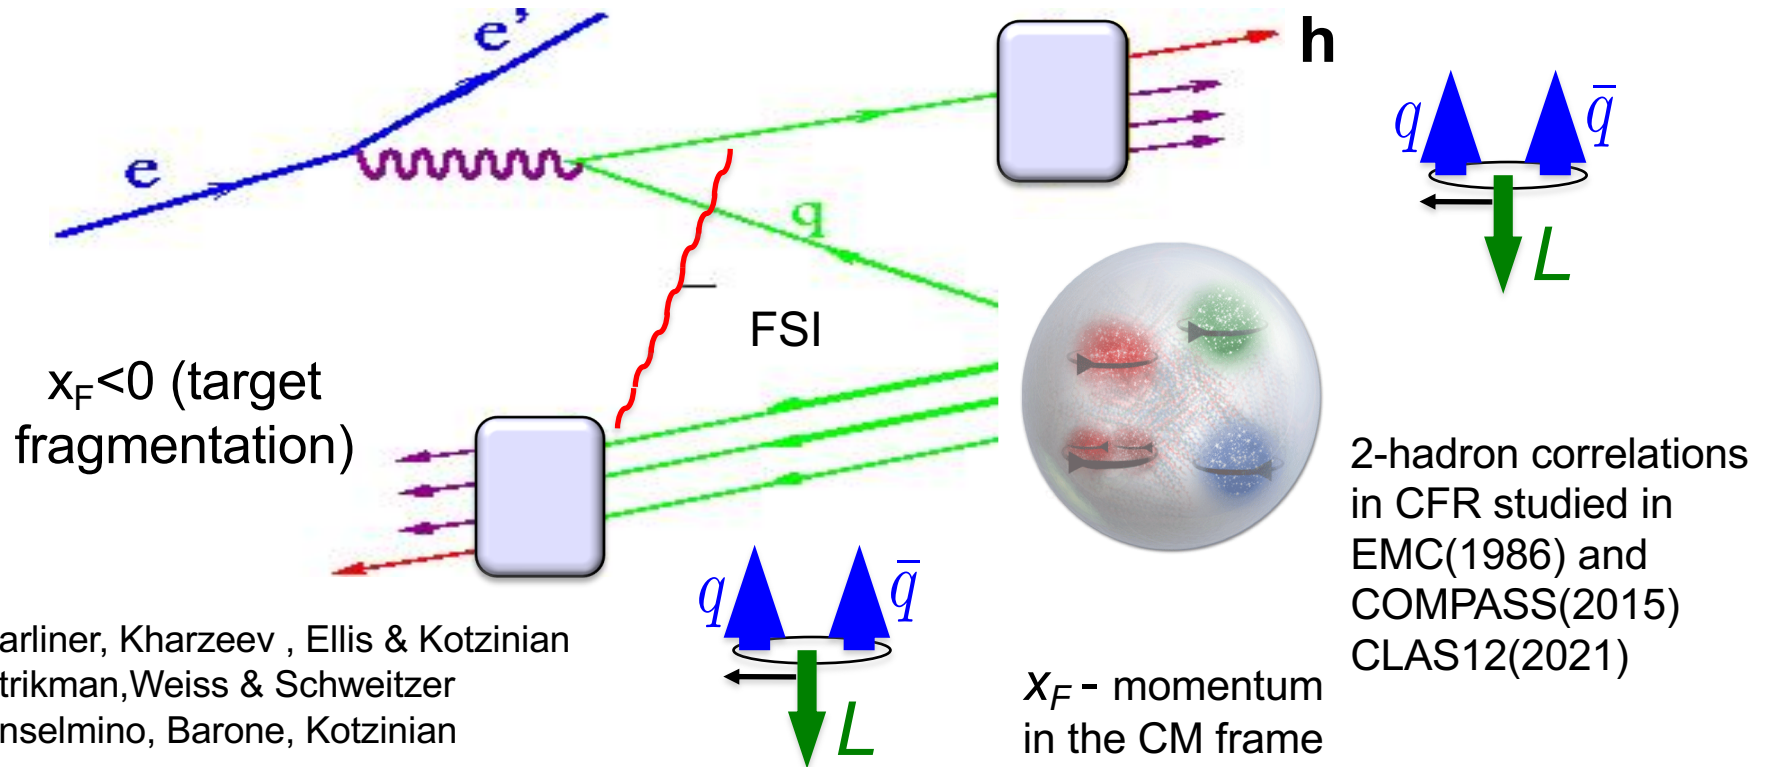 e'
h
e
q
q̄
q
L
FSI
x_F<0 (target
fragmentation)
2-hadron correlations
in CFR studied in
EMC(1986) and
COMPASS(2015)
CLAS12(2021)
q
q̄
L
arliner, Kharzeev , Ellis & Kotzinian
trikman,Weiss & Schweitzer
nselmino, Barone, Kotzinian
x_F - momentum
in the CM frame